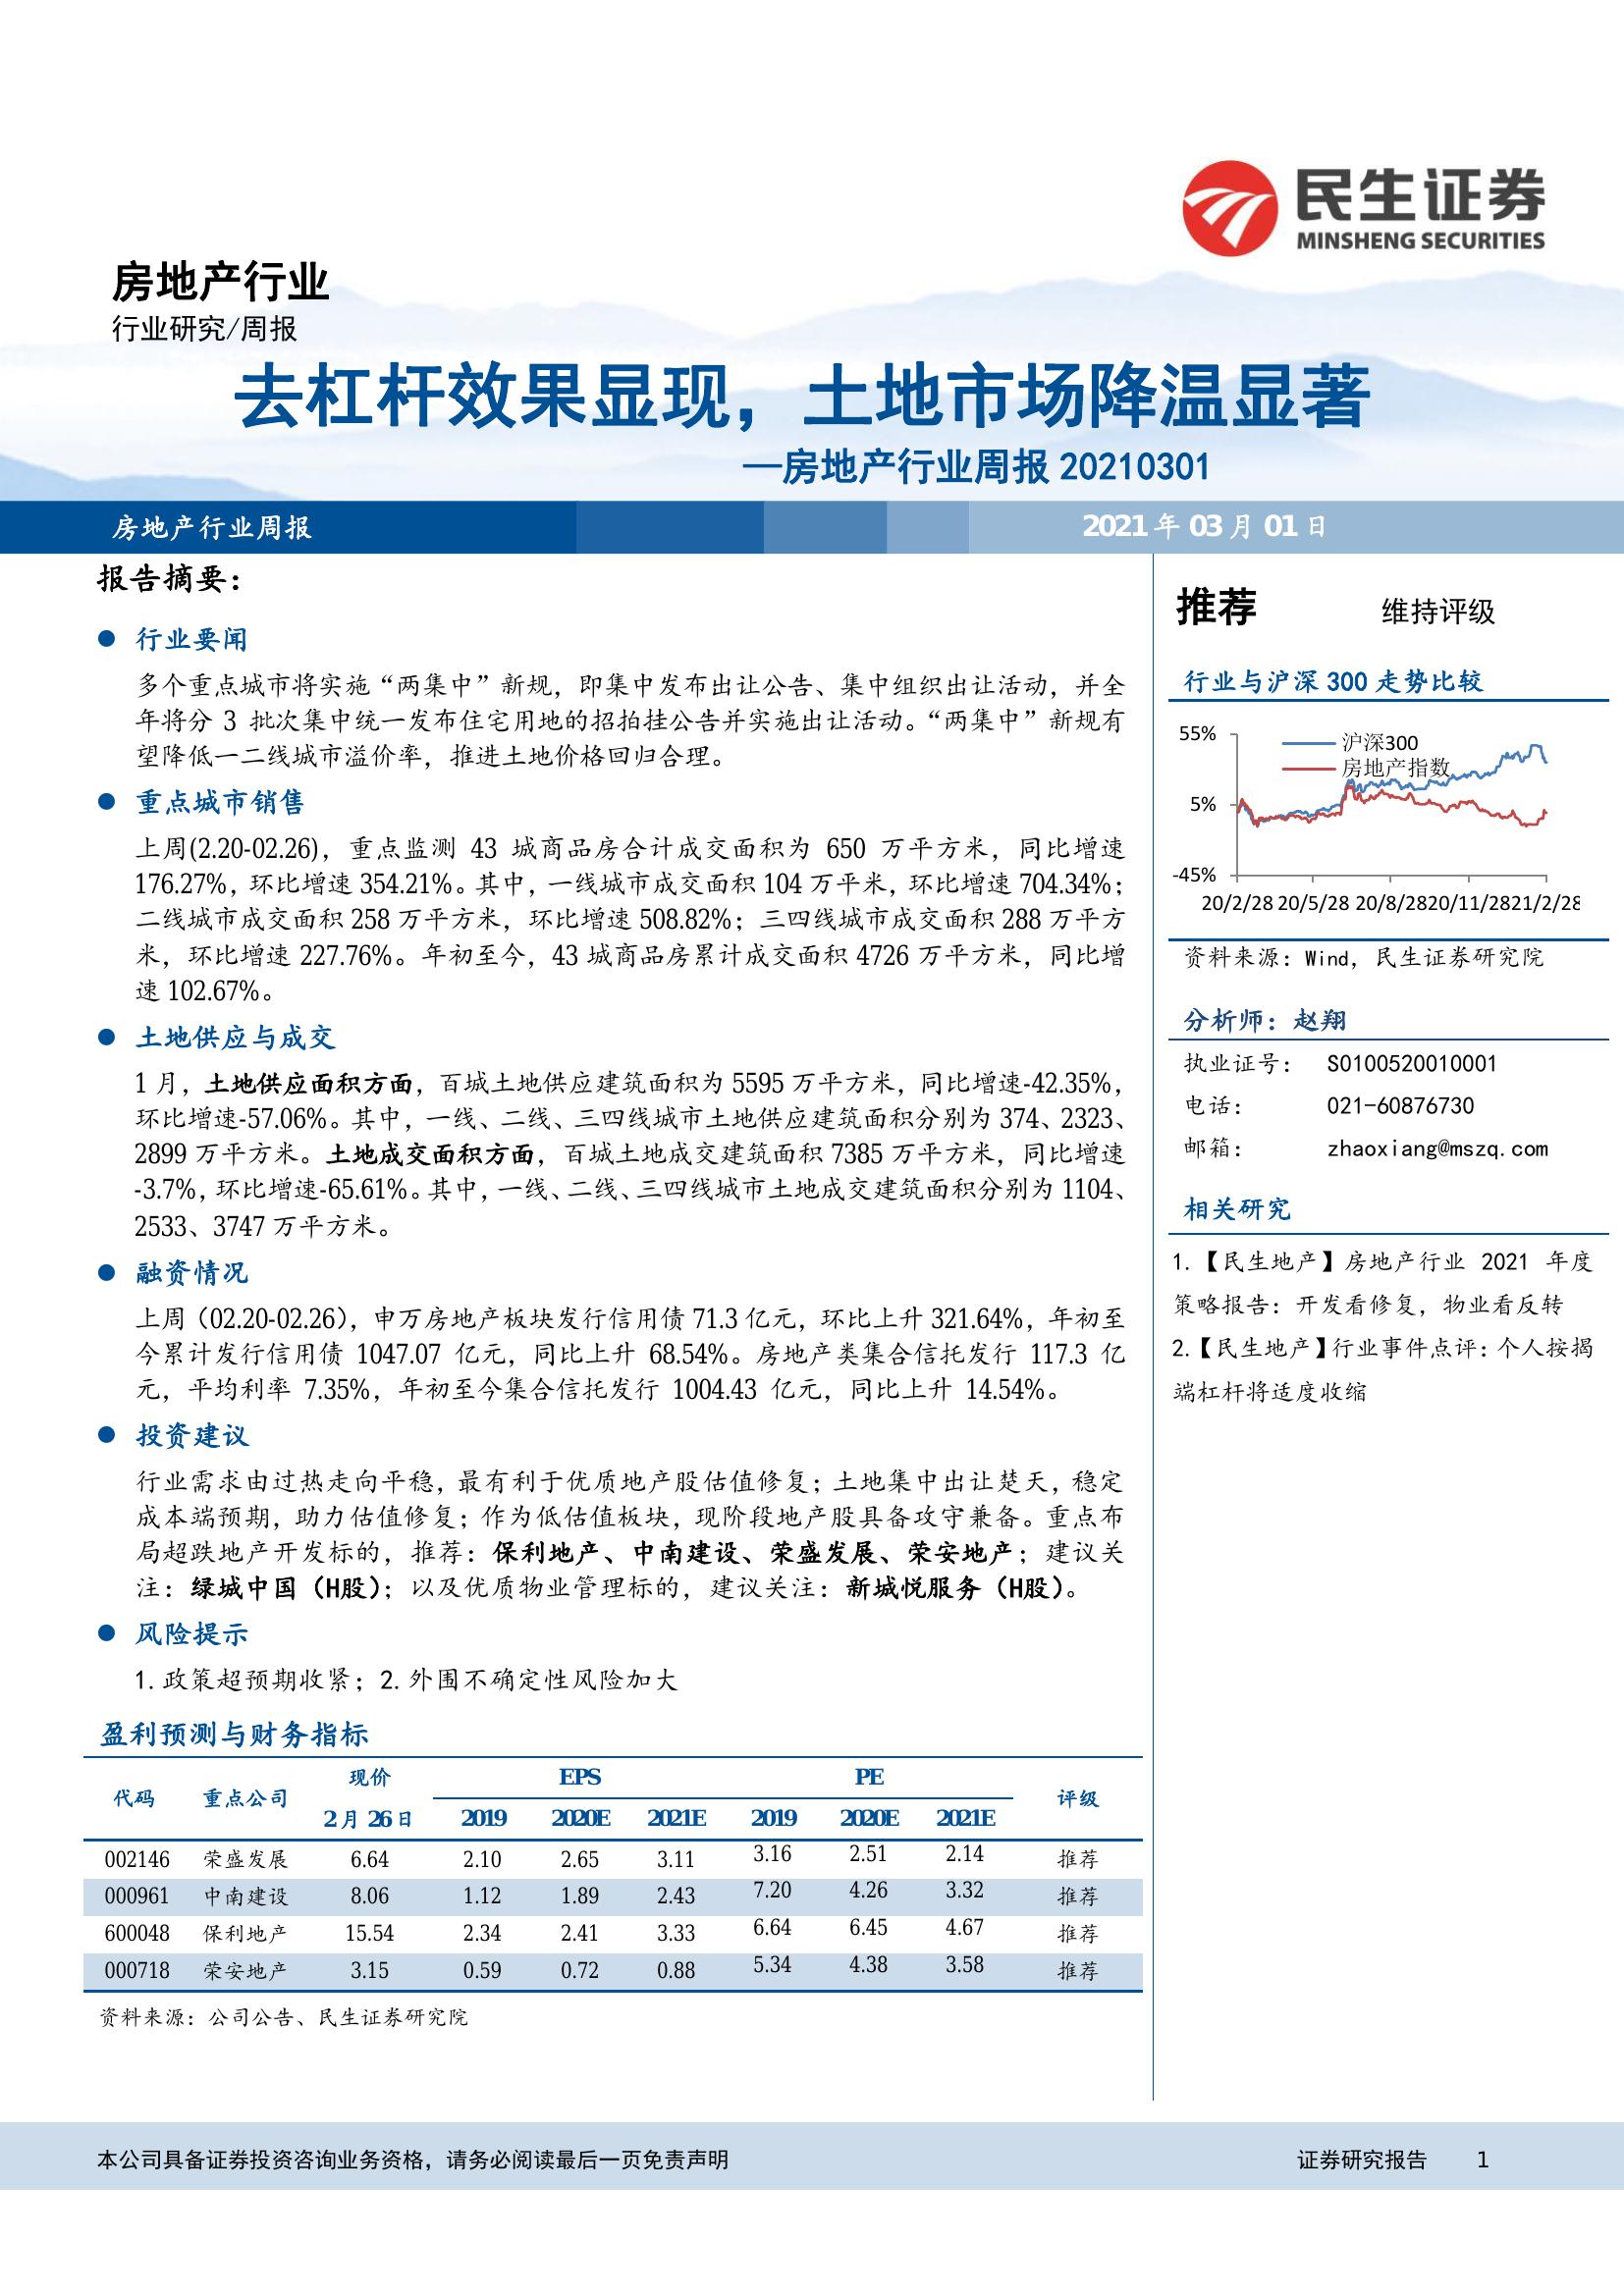 民生证券
MINSHENG SECURITIES
房地产行业
行业研究/周报
去杠杆效果显现，土地市场降温显著
—房地产行业周报 20210301
房地产行业周报
2021 年 03 月 01 日
报告摘要：
● 行业要闻
多个重点城市将实施“两集中”新规，即集中发布出让公告、集中组织出让活动，并全
年将分 3 批次集中统一发布住宅用地的招拍挂公告并实施出让活动。“两集中”新规有
望降低一二线城市溢价率，推进土地价格回归合理。
● 重点城市销售
上周(2.20-02.26)，重点监测 43 城商品房合计成交面积为 650 万平方米，同比增速
176.27%，环比增速 354.21%。其中，一线城市成交面积 104 万平米，环比增速 704.34%；
二线城市成交面积 258 万平方米，环比增速 508.82%；三四线城市成交面积 288 万平方
米，环比增速 227.76%。年初至今，43 城商品房累计成交面积 4726 万平方米，同比增
速 102.67%。
● 土地供应与成交
1 月，土地供应面积方面，百城土地供应建筑面积为 5595 万平方米，同比增速-42.35%，
环比增速-57.06%。其中，一线、二线、三四线城市土地供应建筑面积分别为 374、2323、
2899 万平方米。土地成交面积方面，百城土地成交建筑面积 7385 万平方米，同比增速
-3.7%，环比增速-65.61%。其中，一线、二线、三四线城市土地成交建筑面积分别为 1104、
2533、3747 万平方米。
● 融资情况
上周（02.20-02.26），申万房地产板块发行信用债 71.3 亿元，环比上升 321.64%，年初至
今累计发行信用债 1047.07 亿元，同比上升 68.54%。房地产类集合信托发行 117.3 亿
元，平均利率 7.35%，年初至今集合信托发行 1004.43 亿元，同比上升 14.54%。
● 投资建议
行业需求由过热走向平稳，最有利于优质地产股估值修复；土地集中出让楚天，稳定
成本端预期，助力估值修复；作为低估值板块，现阶段地产股具备攻守兼备。重点布
局超跌地产开发标的，推荐：保利地产、中南建设、荣盛发展、荣安地产；建议关
注：绿城中国（H股）；以及优质物业管理标的，建议关注：新城悦服务（H股）。
● 风险提示
1. 政策超预期收紧；2. 外围不确定性风险加大
盈利预测与财务指标
代码 重点公司 现价 EPS PE 评级
2 月 26 日 2019 2020E 2021E 2019 2020E 2021E
002146 荣盛发展 6.64 2.10 2.65 3.11 3.16 2.51 2.14 推荐
000961 中南建设 8.06 1.12 1.89 2.43 7.20 4.26 3.32 推荐
600048 保利地产 15.54 2.34 2.41 3.33 6.64 6.45 4.67 推荐
000718 荣安地产 3.15 0.59 0.72 0.88 5.34 4.38 3.58 推荐
资料来源：公司公告、民生证券研究院
推荐 维持评级
行业与沪深 300 走势比较
55%
5%
-45%
沪深300
房地产指数
20/2/28 20/5/28 20/8/28 20/11/28 21/2/28
资料来源：Wind，民生证券研究院
分析师：赵翔
执业证号： S0100520010001
电话： 021-60876730
邮箱： zhaoxiang@mszq.com
相关研究
1.【民生地产】房地产行业 2021 年度
策略报告：开发看修复，物业看反转
2.【民生地产】行业事件点评：个人按揭
端杠杆将适度收缩
本公司具备证券投资咨询业务资格，请务必阅读最后一页免责声明
证券研究报告 1